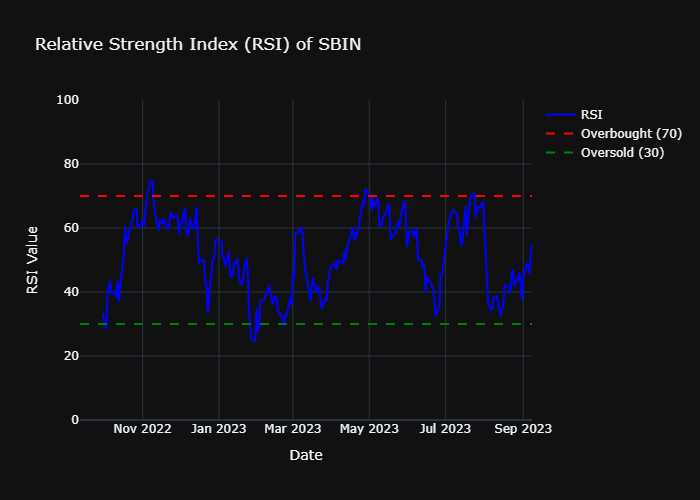 Relative Strength Index (RSI) of SBIN
RSI
Overbought (70)
Oversold (30)
100
80
60
40
20
0
RSI Value
Nov 2022
Jan 2023
Mar 2023
May 2023
Jul 2023
Sep 2023
Date